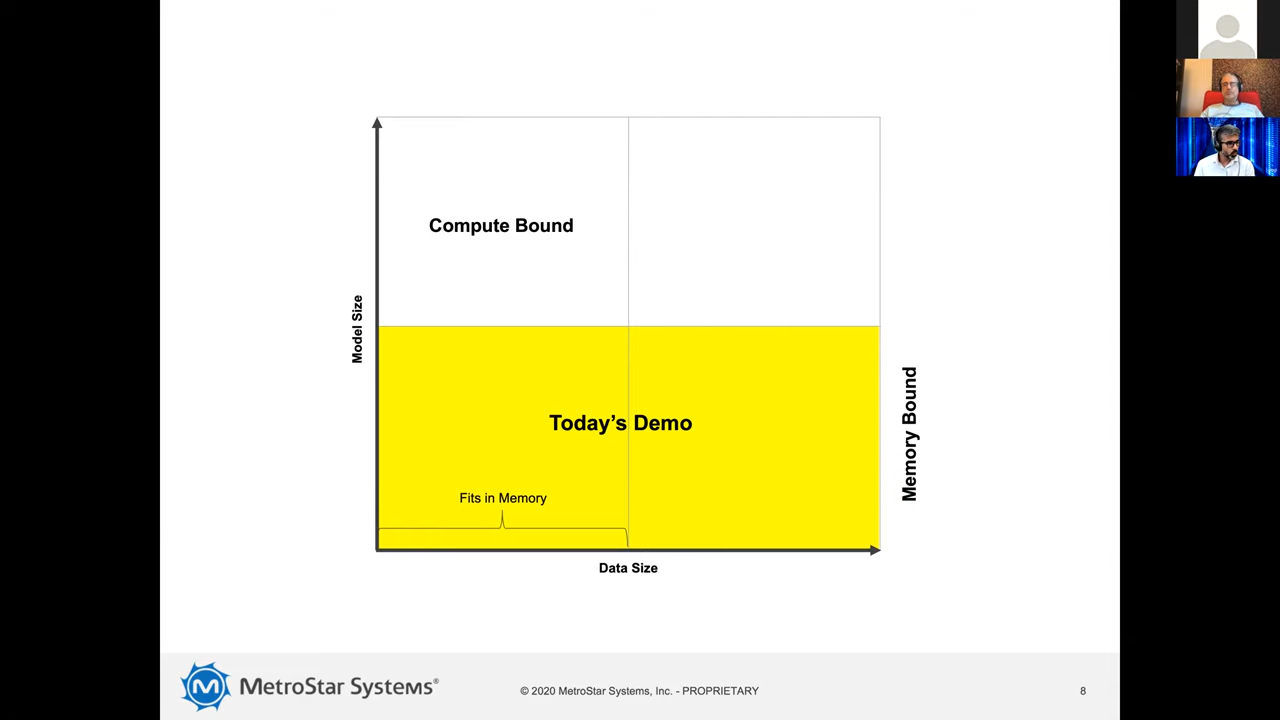 Compute Bound
Model Size
Today's Demo
Memory Bound
Fits in Memory
Data Size
M MetroStar Systems®
© 2020 MetroStar Systems, Inc. - PROPRIETARY
8